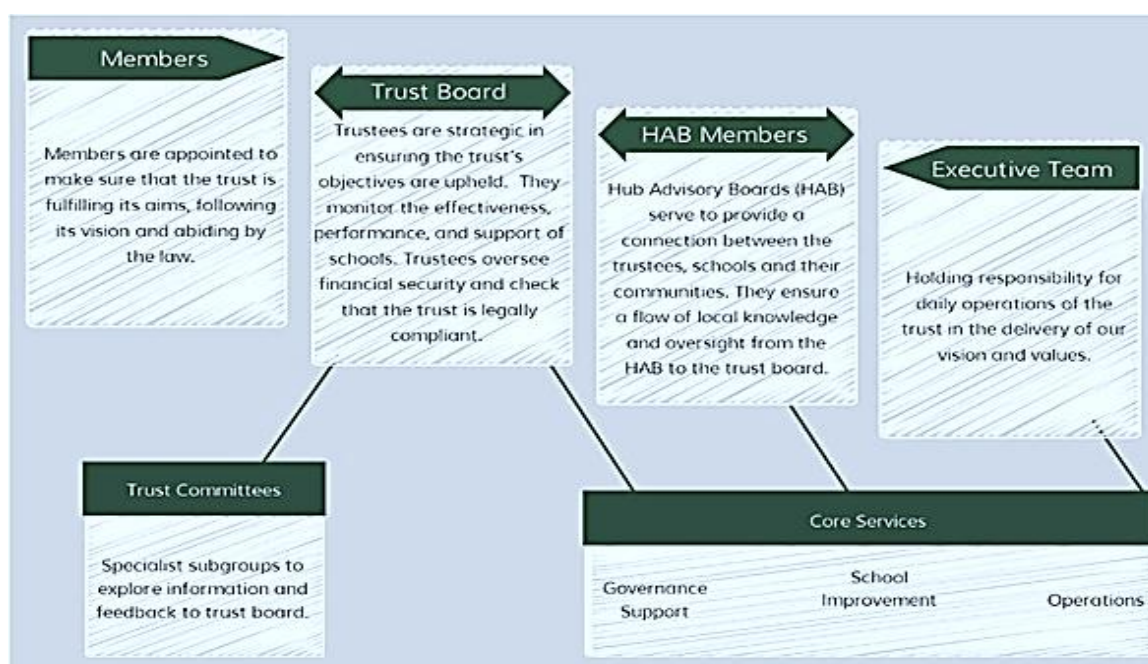 Members
Members are appointed to
make sure that the trust is
fulfilling its aims, following
its vision and abiding by
the law.
Trust Board
Trustees are strategic in
ensuring the trust's
objectives are upheld. They
monitor the effectiveness,
performance, and support of
schools. Trustees oversee
financial security and check
that the trust is legally
compliant.
HAB Members
Hub Advisory Boards (HAB)
serve to provide a
connection between the
trustees, schools and their
communities. They ensure
a flow of local knowledge
and oversight from the
HAB to the trust board.
Executive Team
Holding responsibility for
daily operations of the
trust in the delivery of our
vision and values.
Trust Committees
Specialist subgroups to
explore information and
feedback to trust board.
Core Services
Governance
Support
School
Improvement
Operations